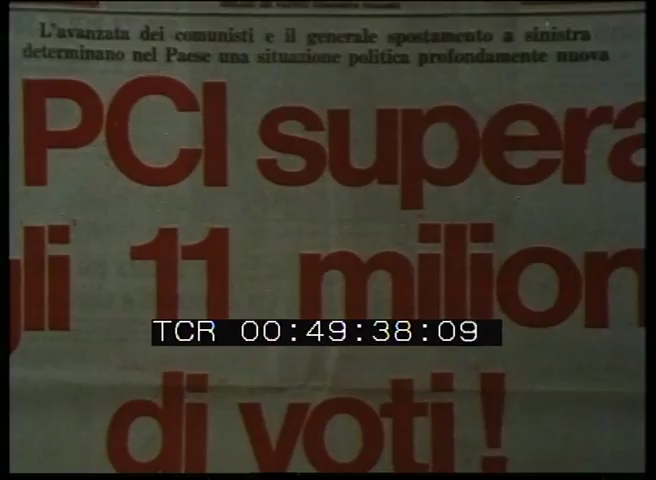 L'avanzata dei comunisti e il generale spostamento a sinistra
determinano nel Paese una situazione politica profondamente nuova
PCI supera
gli 11 milion
di voti!
TCR 00:49:38:09